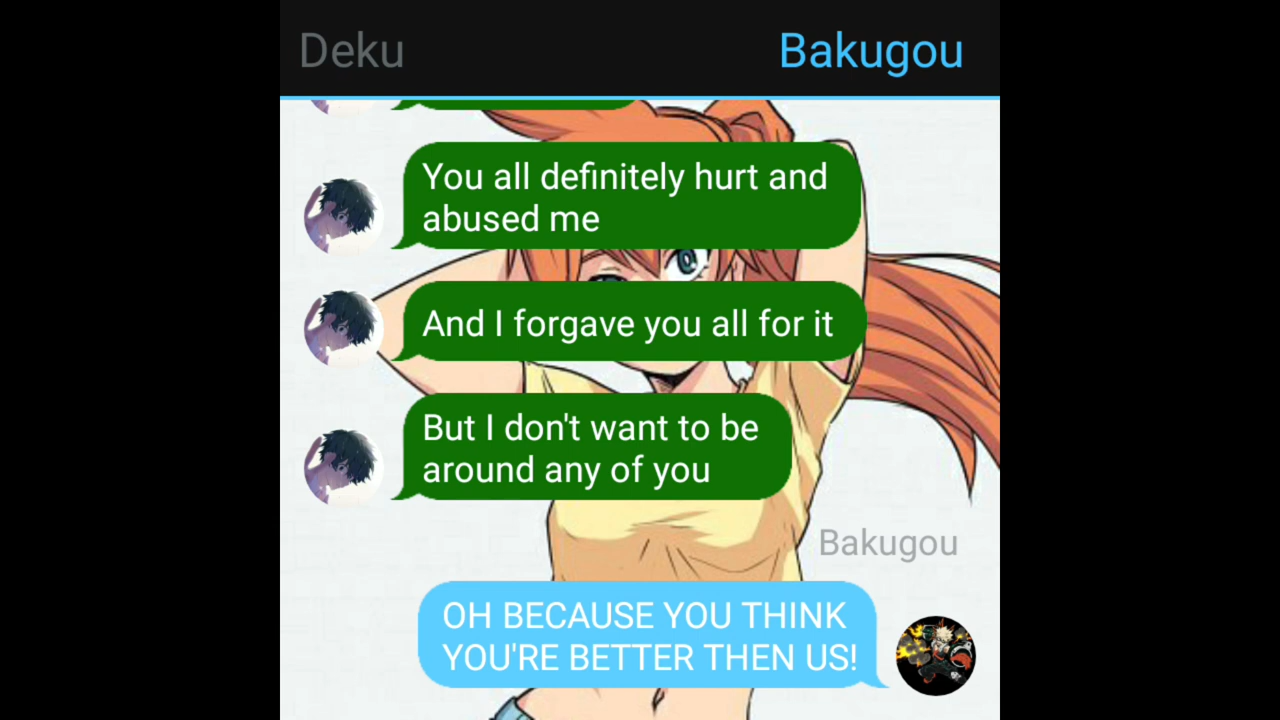 Deku
Bakugou
You all definitely hurt and
abused me
And I forgave you all for it
But I don't want to be
around any of you
Bakugou
OH BECAUSE YOU THINK
YOU'RE BETTER THEN US!